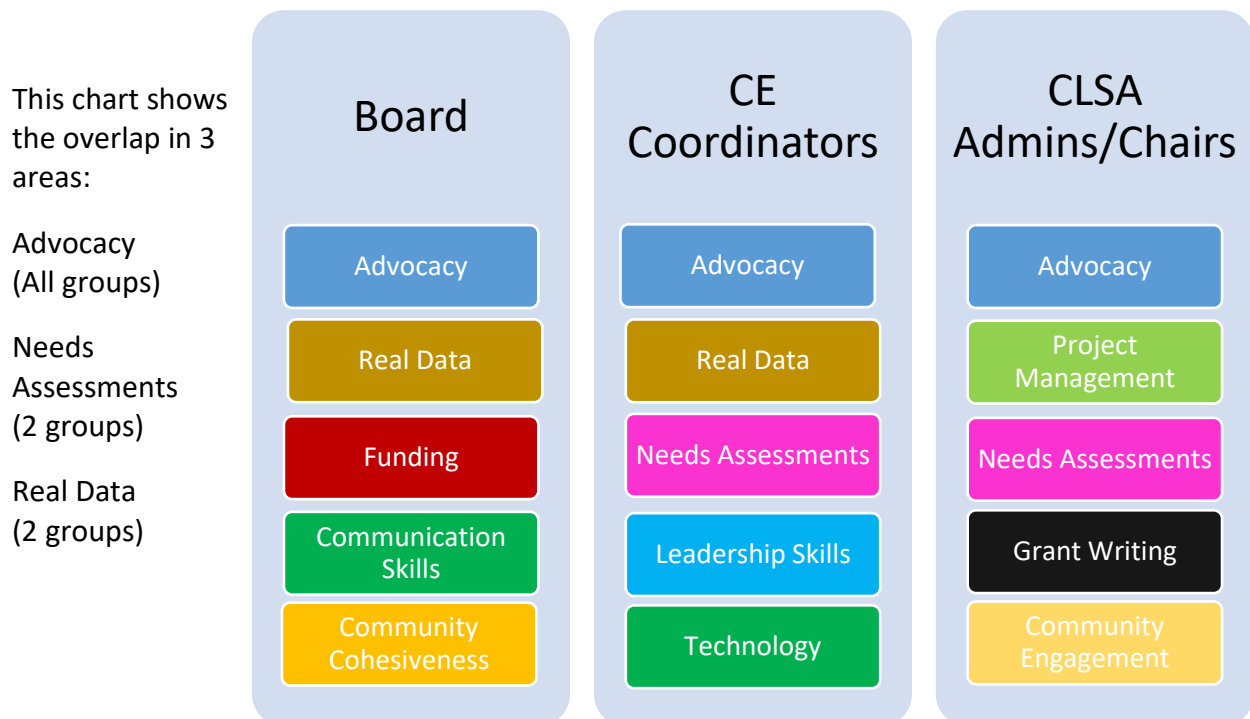 This chart shows
the overlap in 3
areas:
Advocacy
(All groups)
Needs
Assessments
(2 groups)
Real Data
(2 groups)
Board
Advocacy
Real Data
Funding
Communication
Skills
Community
Cohesiveness
CE
Coordinators
Advocacy
Real Data
Needs Assessments
Leadership Skills
Technology
CLSA
Admins/Chairs
Advocacy
Project
Management
Needs Assessments
Grant Writing
Community
Engagement